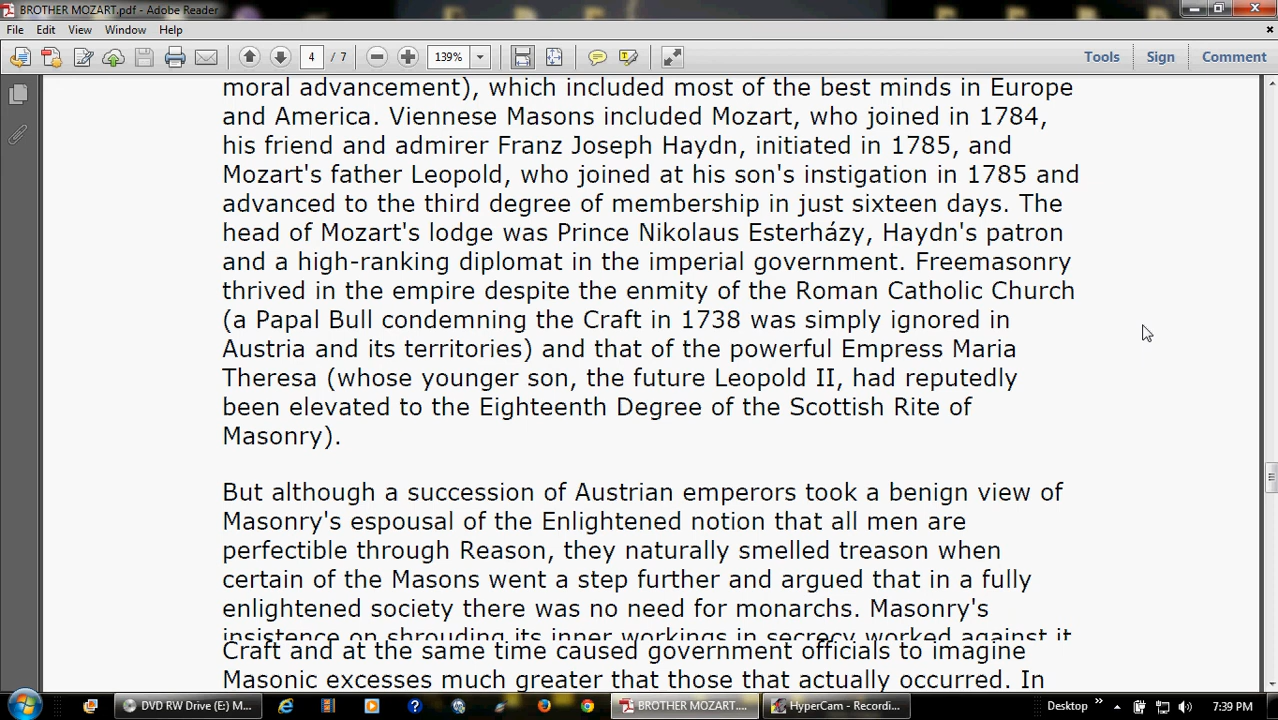 BROTHER MOZART.pdf - Adobe Reader
File Edit View Window Help
4 / 7 139% Tools Sign Comment
moral advancement), which included most of the best minds in Europe
and America. Viennese Masons included Mozart, who joined in 1784,
his friend and admirer Franz Joseph Haydn, initiated in 1785, and
Mozart's father Leopold, who joined at his son's instigation in 1785 and
advanced to the third degree of membership in just sixteen days. The
head of Mozart's lodge was Prince Nikolaus Esterházy, Haydn's patron
and a high-ranking diplomat in the imperial government. Freemasonry
thrived in the empire despite the enmity of the Roman Catholic Church
(a Papal Bull condemning the Craft in 1738 was simply ignored in
Austria and its territories) and that of the powerful Empress Maria
Theresa (whose younger son, the future Leopold II, had reputedly
been elevated to the Eighteenth Degree of the Scottish Rite of
Masonry).
But although a succession of Austrian emperors took a benign view of
Masonry's espousal of the Enlightened notion that all men are
perfectible through Reason, they naturally smelled treason when
certain of the Masons went a step further and argued that in a fully
enlightened society there was no need for monarchs. Masonry's
insistence on shrouding its inner workings in secrecy worked against it
Craft and at the same time caused government officials to imagine
Masonic excesses much greater that those that actually occurred. In
DVD RW Drive (E:) M... BROTHER MOZART.... HyperCam - Recordi... Desktop » 7:39 PM